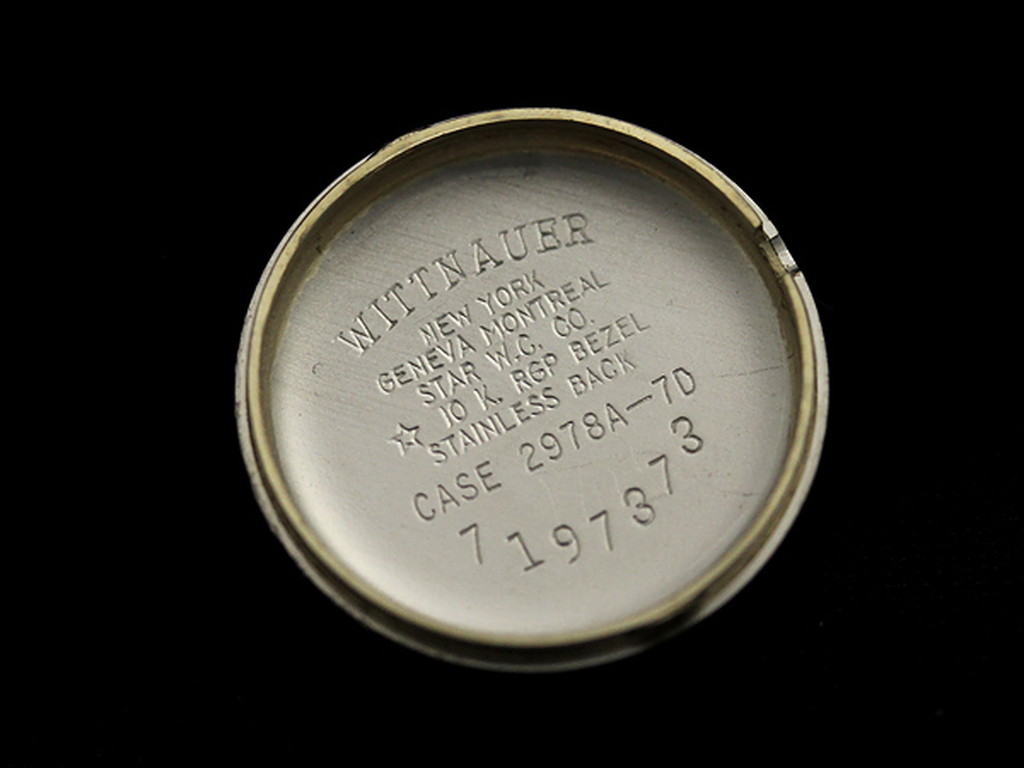 WITTNAUER
NEW YORK
GENEVA MONTREAL
STAR W.C. CO.
10 K. RGP BEZEL
STAINLESS BACK
CASE 2978A-7D
7197373